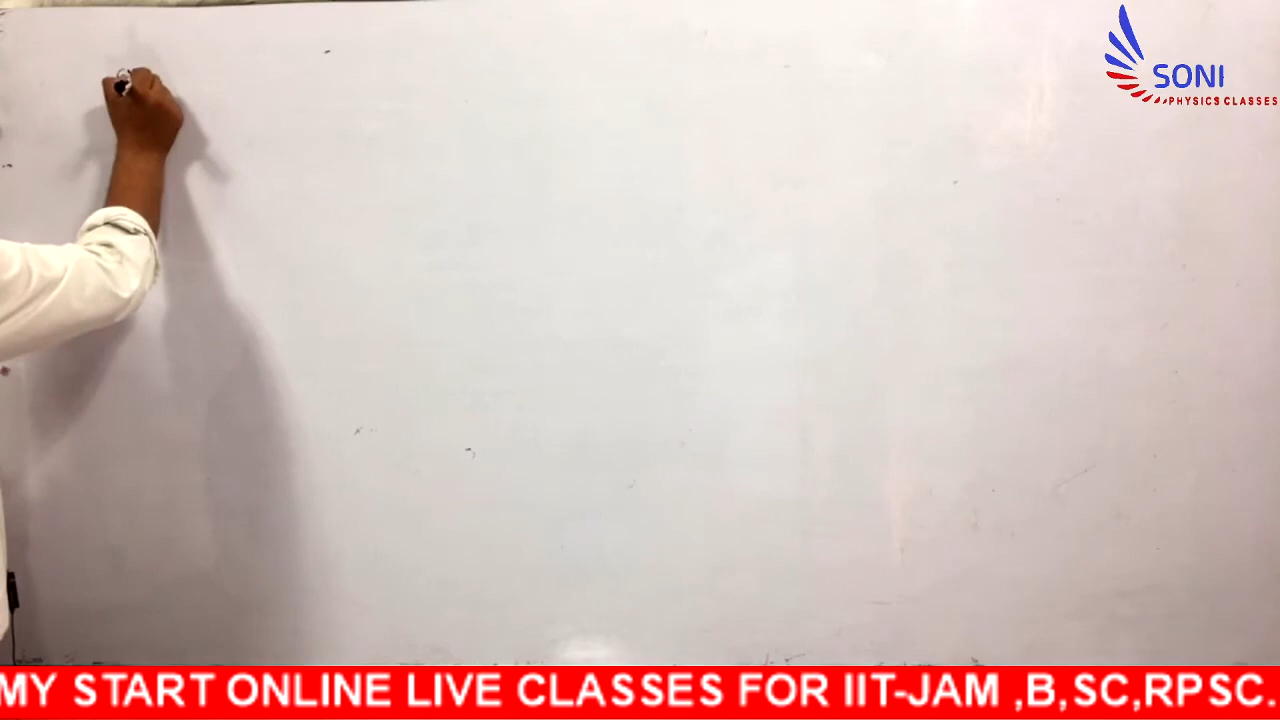 SONI
PHYSICS CLASSES
MY START ONLINE LIVE CLASSES FOR IIT-JAM ,B,SC,RPSC.